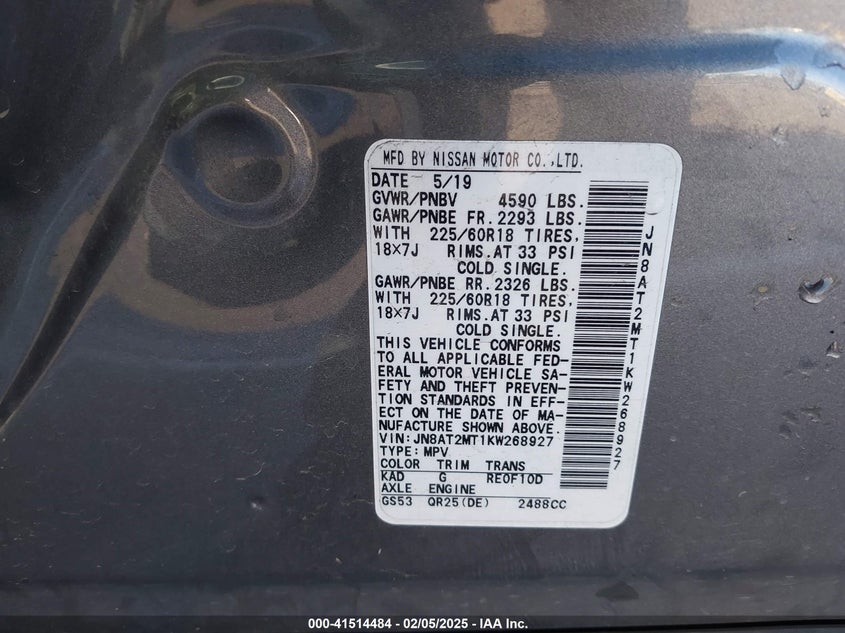 MFD BY NISSAN MOTOR CO.,LTD.
DATE 5/19
GVWR/PNBV 4590 LBS.
GAWR/PNBE FR. 2293 LBS.
WITH 225/60R18 TIRES,
18×7J RIMS.AT 33 PSI
COLD SINGLE.
GAWR/PNBE RR. 2326 LBS.
WITH 225/60R18 TIRES,
18×7J RIMS.AT 33 PSI
COLD SINGLE.
THIS VEHICLE CONFORMS
TO ALL APPLICABLE FED-
ERAL MOTOR VEHICLE SA-
FETY AND THEFT PREVEN-
TION STANDARDS IN EFF-
ECT ON THE DATE OF MA-
NUFACTURE SHOWN ABOVE.
VIN:JN8AT2MT1KW268927
TYPE:MPV
COLOR TRIM TRANS
KAD G RE0F10D
AXLE ENGINE
GS53 QR25(DE) 2488CC
JN8AT2MT1KW268927
000-41514484 - 02/05/2025 - IAA Inc.